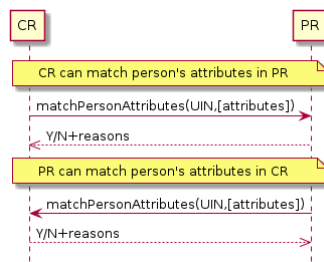 CR PR
CR can match person's attributes in PR
matchPersonAttributes(UIN,[attributes])
Y/N+reasons
PR can match person's attributes in CR
matchPersonAttributes(UIN,[attributes])
Y/N+reasons